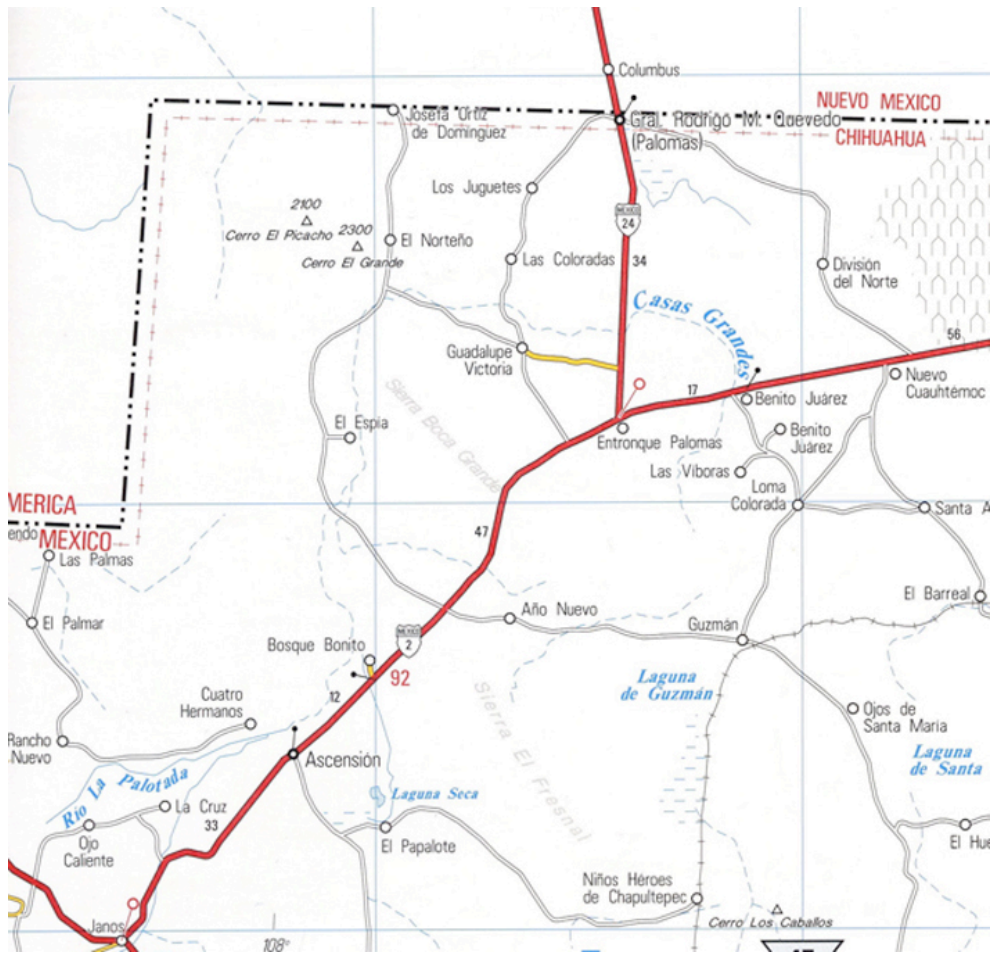 Columbus
NUEVO MEXICO
Josefa Ortiz
de Dominguez
Gral. Rodrigo M. Quevedo
(Palomas)
CHIHUAHUA
Los Juguetes
2100
Cerro El Picacho
2300
Cerro El Grande
MEXICO
24
El Norteño
Las Coloradas
34
División
del Norte
Casas Grandes
56
Guadalupe
Victoria
17
Nuevo
Cuauhtémoc
Benito Juárez
Sierra Boca Grande
El Espía
Entronque Palomas
Benito
Juárez
Las Víboras
Loma
Colorada
Santa A
MERICA
MEXICO
47
Las Palmas
El Palmar
Año Nuevo
El Barreal
Guzmán
MEXICO
2
Bosque Bonito
92
Laguna
de Guzmán
12
Cuatro
Hermanos
Sierra El Fresnal
Ojos de
Santa Maria
Rancho
Nuevo
Ascensión
Laguna
de Santa
Río La Palotada
Laguna Seca
La Cruz
33
Ojo
Caliente
El Papalote
El Hue
Niños Héroes
de Chapultepec
Cerro Los Caballos
Janos
108°